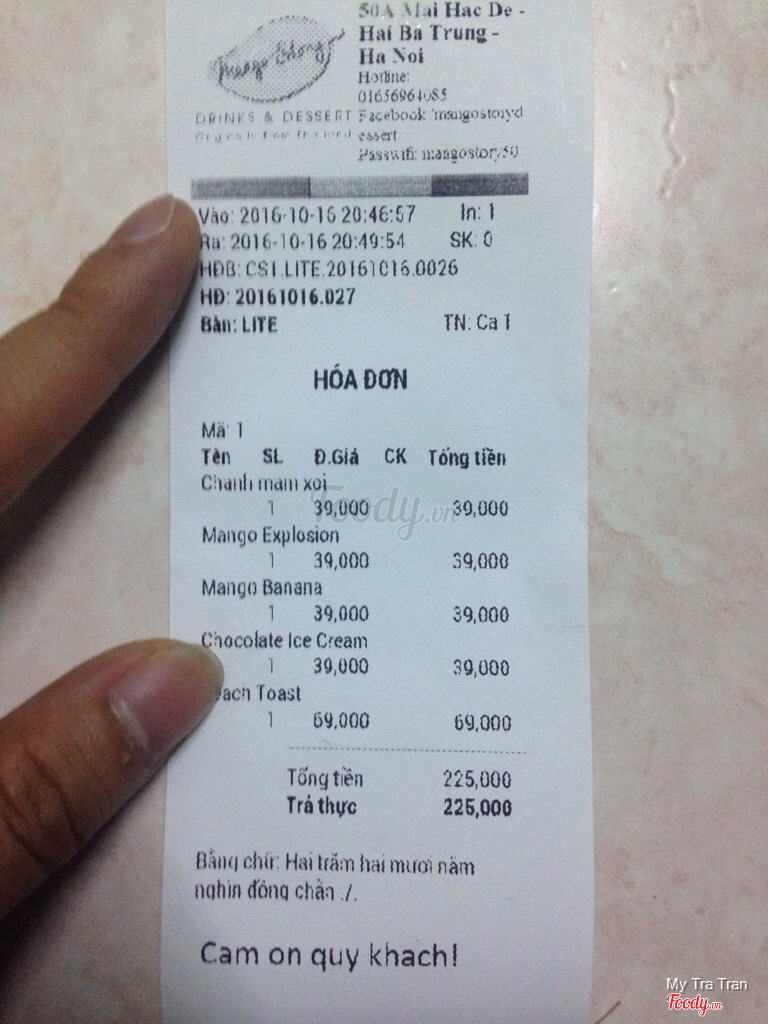 50A Mai Hac De -
Hai Ba Trung -
Ha Noi
Hotline:
01656964085
DRINKS & DESSERT
Facebook: mangostoryd
essert
Passwifi: mangostory50
Vào: 2016-10-16 20:46:57 In: 1
Ra: 2016-10-16 20:49:54 SK: 0
HĐB: CS1.LITE.20161016.0026
HĐ: 20161016.027
Bàn: LITE TN: Ca 1
HÓA ĐƠN
Mã: 1
Tên SL Đ.Giá CK Tổng tiền
Chanh mâm xoị
1 39,000 39,000
Mango Explosion
1 39,000 39,000
Mango Banana
1 39,000 39,000
Chocolate Ice Cream
1 39,000 39,000
each Toast
1 69,000 69,000
Tổng tiền 225,000
Trả thực 225,000
Bằng chữ: Hai trăm hai mươi năm
nghìn đồng chẵn ./.
Cam on quy khach!
Foody.vn
My Tra Tran
Foody.vn